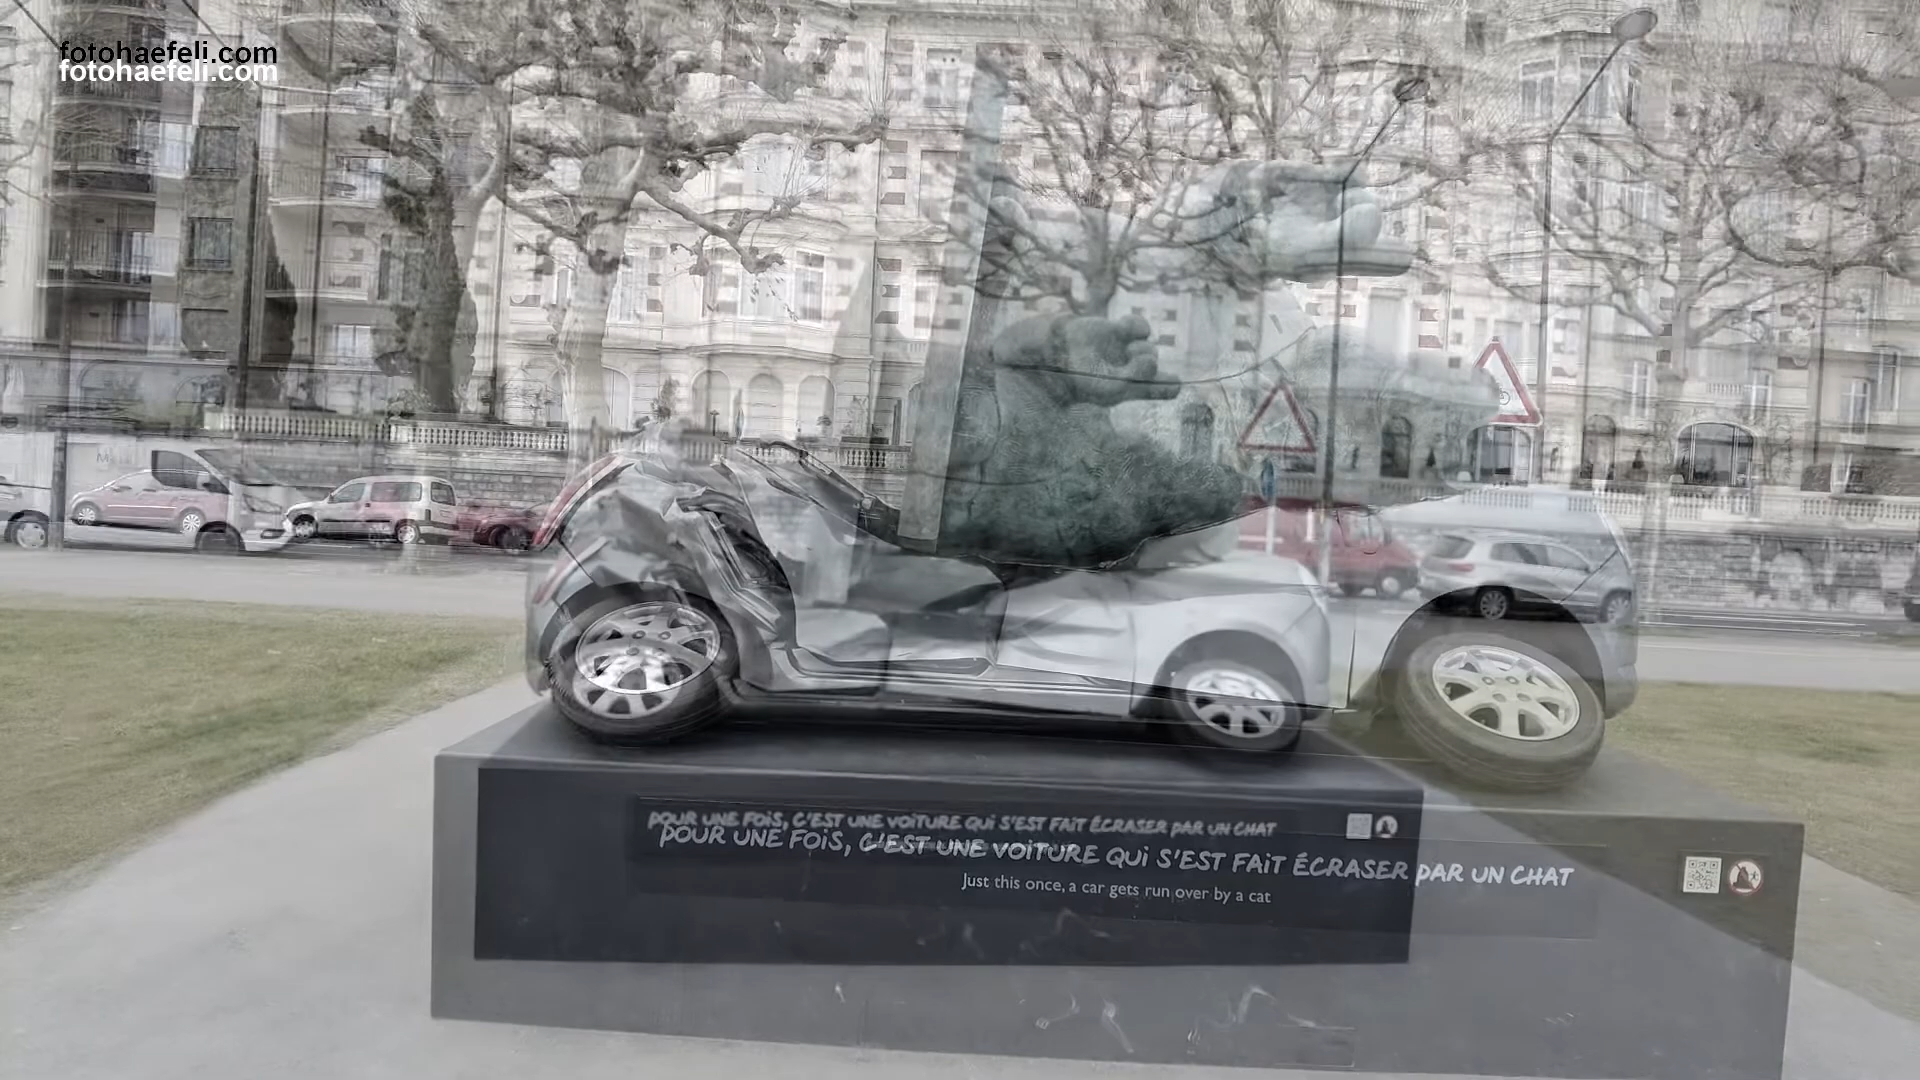 fotohaefeli.com
fotohaefeli.com
POUR UNE FOIS, C'EST UNE VOITURE QUI S'EST FAIT ÉCRASER PAR UN CHAT
POUR UNE FOIS, C'EST UNE VOITURE QUI S'EST FAIT ÉCRASER PAR UN CHAT
Just this once, a car gets run over by a cat